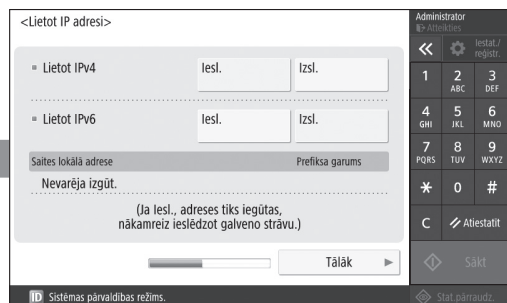 <Lietot IP adresi>
Lietot IPv4
Iesl.
Izsl.
Lietot IPv6
Iesl.
Izsl.
Saites lokālā adrese
Prefiksa garums
Nevarēja izgūt.
(Ja Iesl., adreses tiks iegūtas,
nākamreiz ieslēdzot galveno strāvu.)
Tālāk
ID Sistēmas pārvaldības režīms.
Administrator
Atteikties
Iestat./
reģistr.
1
2
ABC
3
DEF
4
GHI
5
JKL
6
MNO
7
PQRS
8
TUV
9
WXYZ
*
0
#
C
Atiestatīt
Sākt
Stat.pārraudz.